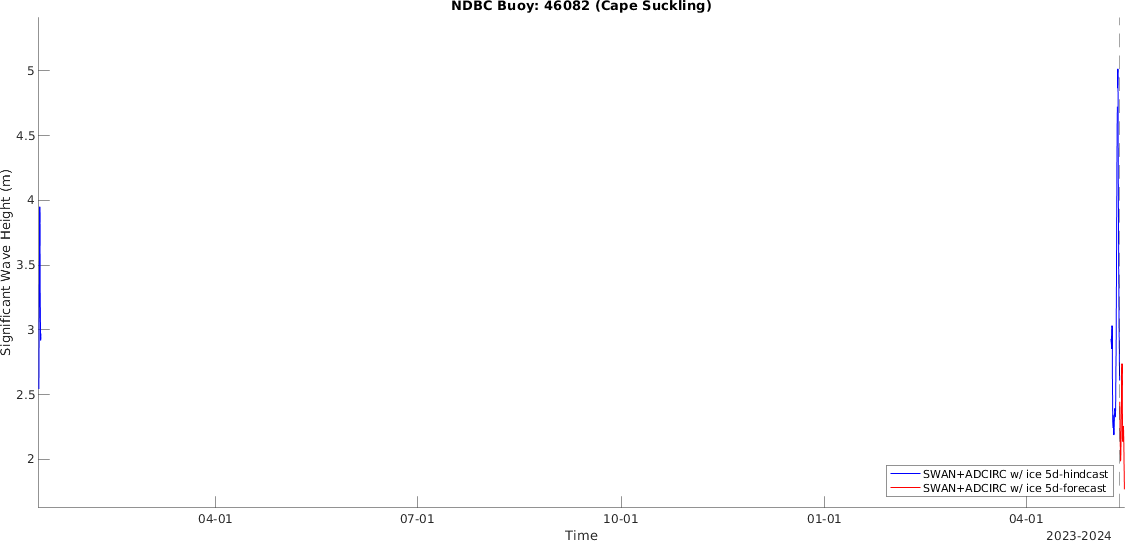 NDBC Buoy: 46082 (Cape Suckling)
5
4.5
4
3.5
3
2.5
2
Significant Wave Height (m)
SWAN+ADCIRC w/ ice 5d-hindcast
SWAN+ADCIRC w/ ice 5d-forecast
04-01 07-01 10-01 01-01 04-01
Time
2023-2024